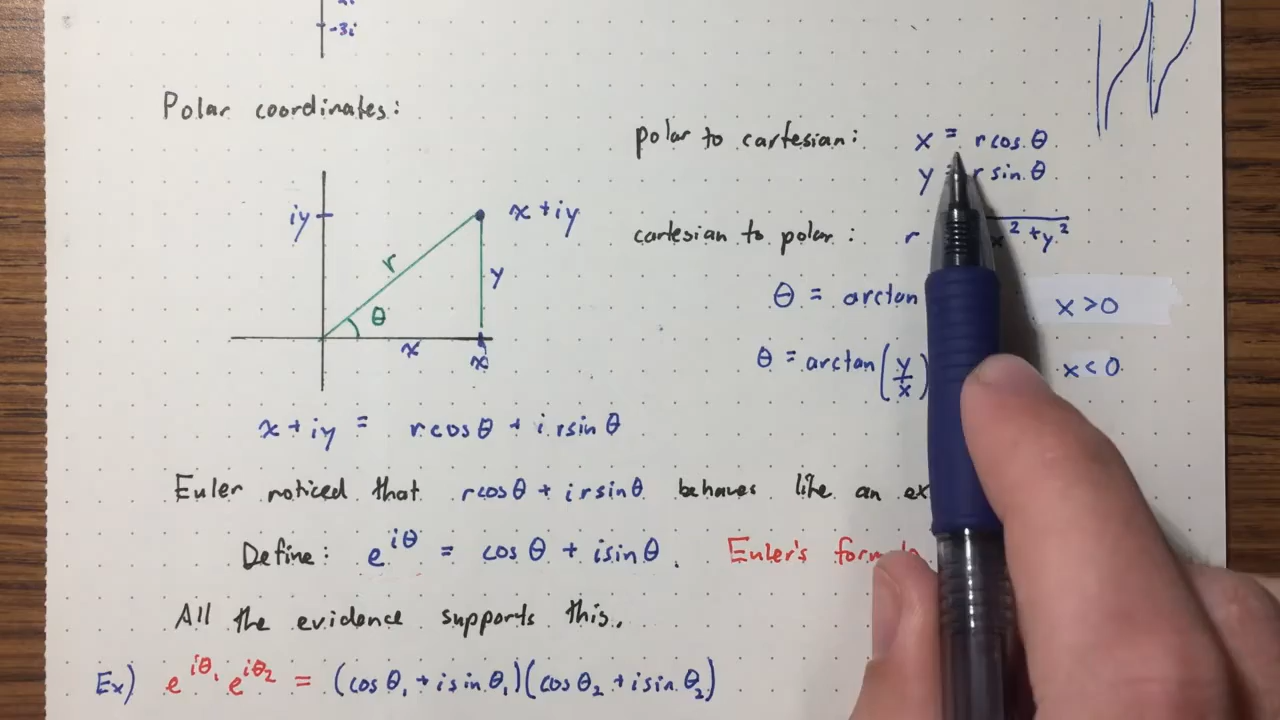 -3i
Polar coordinates:
polar to cartesian: x = r cos θ
y = r sin θ
cartesian to polar: r x² + y²
θ = arctan x > 0
θ = arctan(y/x) x < 0
iy
x + iy
r
y
θ
x
x
x + iy = r cos θ + i r sin θ
Euler noticed that r cos θ + i r sin θ behaves like an
Define: e^{iθ} = cos θ + i sin θ. Euler's
All the evidence supports this.
Ex) e^{iθ₁} e^{iθ₂} = (cos θ₁ + i sin θ₁)(cos θ₂ + i sin θ₂)